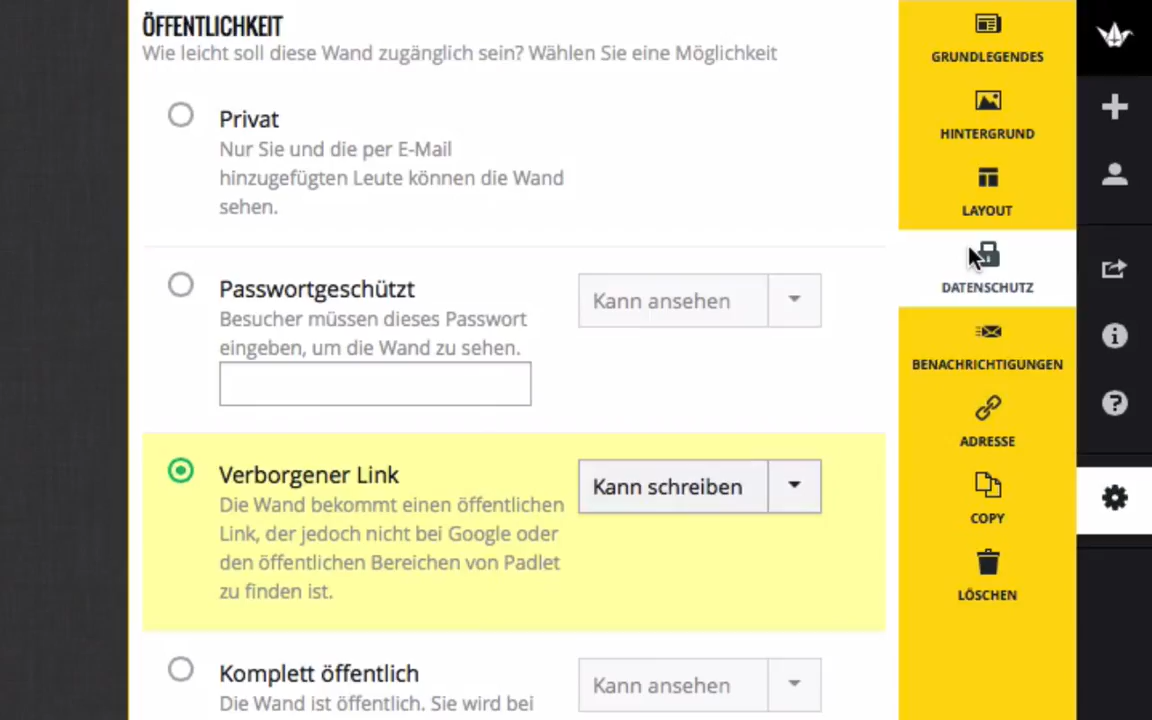 ÖFFENTLICHKEIT
Wie leicht soll diese Wand zugänglich sein? Wählen Sie eine Möglichkeit
Privat
Nur Sie und die per E-Mail
hinzugefügten Leute können die Wand
sehen.
Passwortgeschützt
Kann ansehen
Besucher müssen dieses Passwort
eingeben, um die Wand zu sehen.
Verborgener Link
Kann schreiben
Die Wand bekommt einen öffentlichen
Link, der jedoch nicht bei Google oder
den öffentlichen Bereichen von Padlet
zu finden ist.
Komplett öffentlich
Kann ansehen
Die Wand ist öffentlich. Sie wird bei
GRUNDLEGENDES
HINTERGRUND
LAYOUT
DATENSCHUTZ
BENACHRICHTIGUNGEN
ADRESSE
COPY
LÖSCHEN